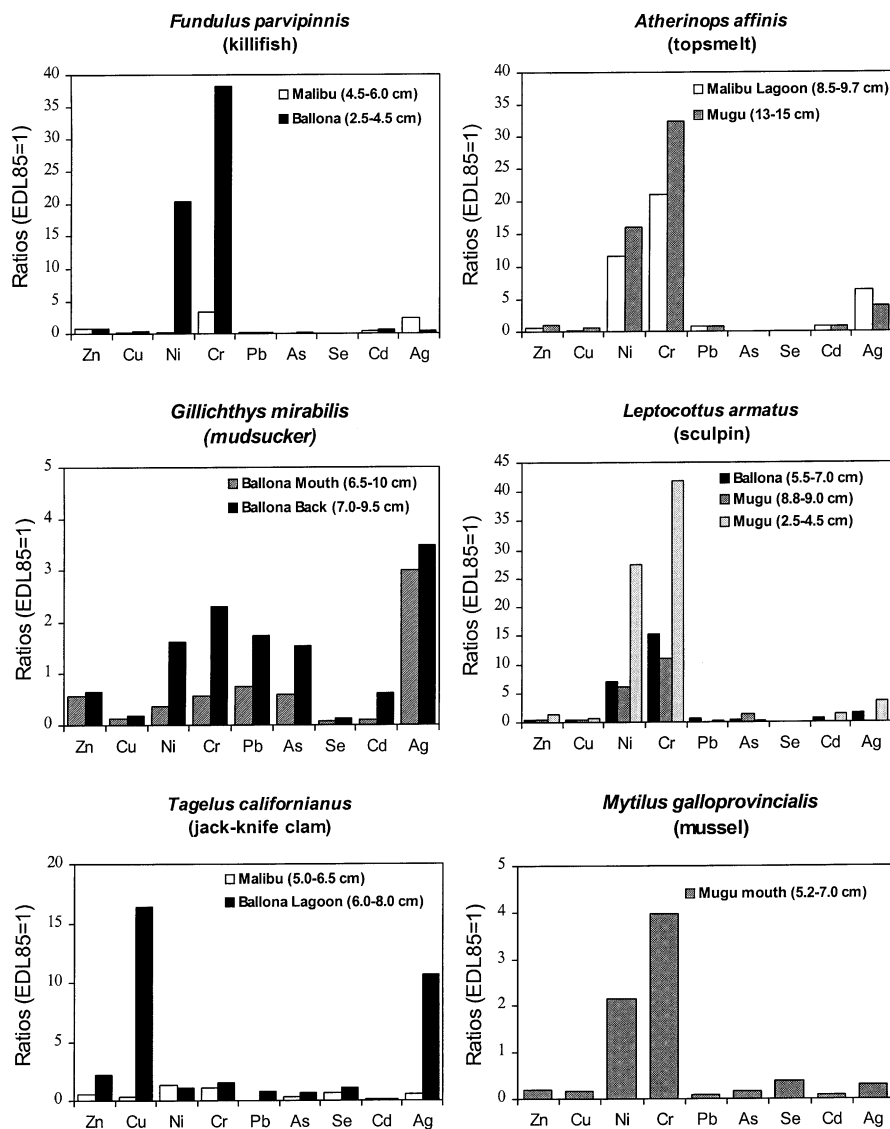 Fundulus parvipinnis
(killifish)
Ratios (EDL85=1)
40
35
30
25
20
15
10
5
0
Malibu (4.5-6.0 cm)
Ballona (2.5-4.5 cm)
Zn Cu Ni Cr Pb As Se Cd Ag
Atherinops affinis
(topsmelt)
Ratios (EDL85=1)
40
35
30
25
20
15
10
5
0
Malibu Lagoon (8.5-9.7 cm)
Mugu (13-15 cm)
Zn Cu Ni Cr Pb As Se Cd Ag
Gillichthys mirabilis
(mudsucker)
Ratios (EDL85=1)
5
4
3
2
1
0
Ballona Mouth (6.5-10 cm)
Ballona Back (7.0-9.5 cm)
Zn Cu Ni Cr Pb As Se Cd Ag
Leptocottus armatus
(sculpin)
Ratios (EDL85=1)
45
40
35
30
25
20
15
10
5
0
Ballona (5.5-7.0 cm)
Mugu (8.8-9.0 cm)
Mugu (2.5-4.5 cm)
Zn Cu Ni Cr Pb As Se Cd Ag
Tagelus californianus
(jack-knife clam)
Ratios (EDL85=1)
20
15
10
5
0
Malibu (5.0-6.5 cm)
Ballona Lagoon (6.0-8.0 cm)
Zn Cu Ni Cr Pb As Se Cd Ag
Mytilus galloprovincialis
(mussel)
Ratios (EDL85=1)
5
4
3
2
1
0
Mugu mouth (5.2-7.0 cm)
Zn Cu Ni Cr Pb As Se Cd Ag